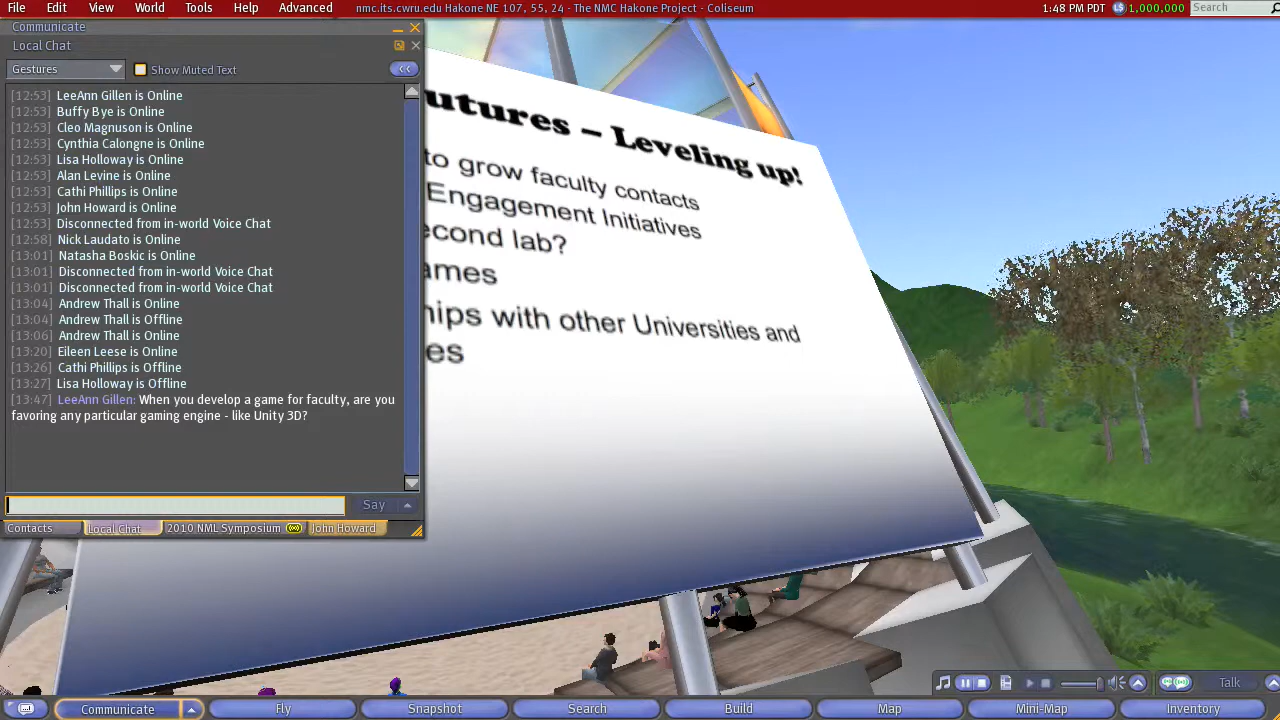 File Edit View World Tools Help Advanced nmc.its.cwru.edu Hakone NE 107, 55, 24 - The NMC Hakone Project - Coliseum 1:48 PM PDT L$ 1,000,000 Search
Communicate
Local Chat
Gestures Show Muted Text <<
[12:53] LeeAnn Gillen is Online
[12:53] Buffy Bye is Online
[12:53] Cleo Magnuson is Online
[12:53] Cynthia Calongne is Online
[12:53] Lisa Holloway is Online
[12:53] Alan Levine is Online
[12:53] Cathi Phillips is Online
[12:53] John Howard is Online
[12:53] Disconnected from in-world Voice Chat
[12:58] Nick Laudato is Online
[13:01] Natasha Boskic is Online
[13:01] Disconnected from in-world Voice Chat
[13:01] Disconnected from in-world Voice Chat
[13:04] Andrew Thall is Online
[13:04] Andrew Thall is Offline
[13:06] Andrew Thall is Online
[13:20] Eileen Leese is Online
[13:26] Cathi Phillips is Offline
[13:27] Lisa Holloway is Offline
[13:47] LeeAnn Gillen: When you develop a game for faculty, are you
favoring any particular gaming engine - like Unity 3D?
Say
Contacts Local Chat 2010 NML Symposium John Howard
utures – Leveling up!
to grow faculty contacts
Engagement Initiatives
econd lab?
ames
hips with other Universities and
es
Talk
Communicate Fly Snapshot Search Build Map Mini-Map Inventory